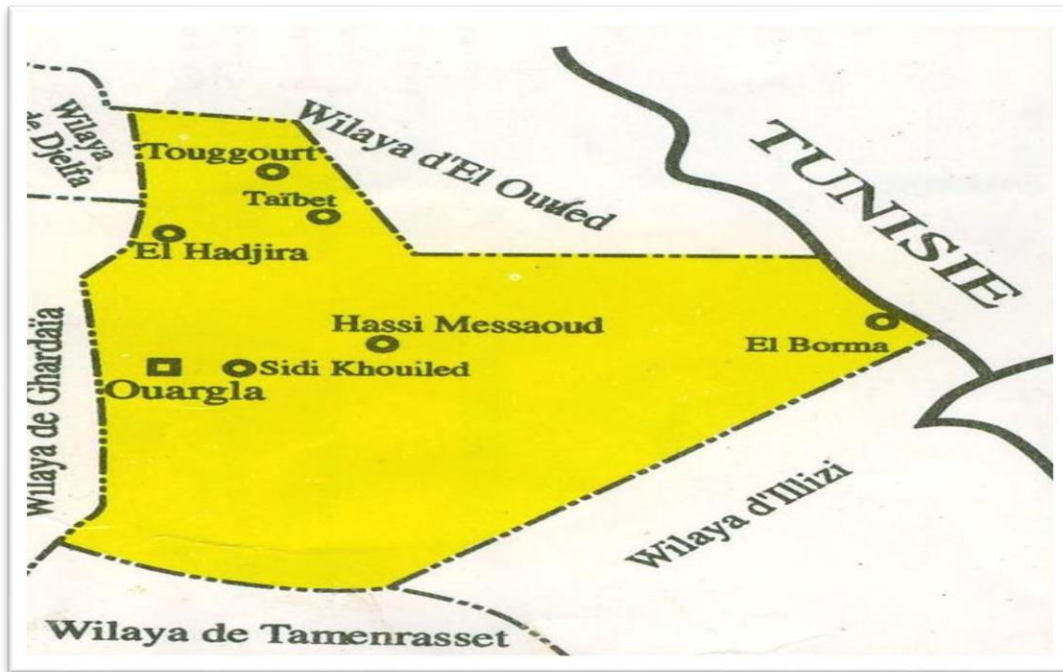 Wilaya
de Djelfa
Touggourt
Taïbet
El Hadjira
Wilaya d'El Oued
TUNISIE
Hassi Messaoud
El Borma
Sidi Khouiled
Ouargla
Wilaya de Ghardaïa
Wilaya d'Illizi
Wilaya de Tamenrasset